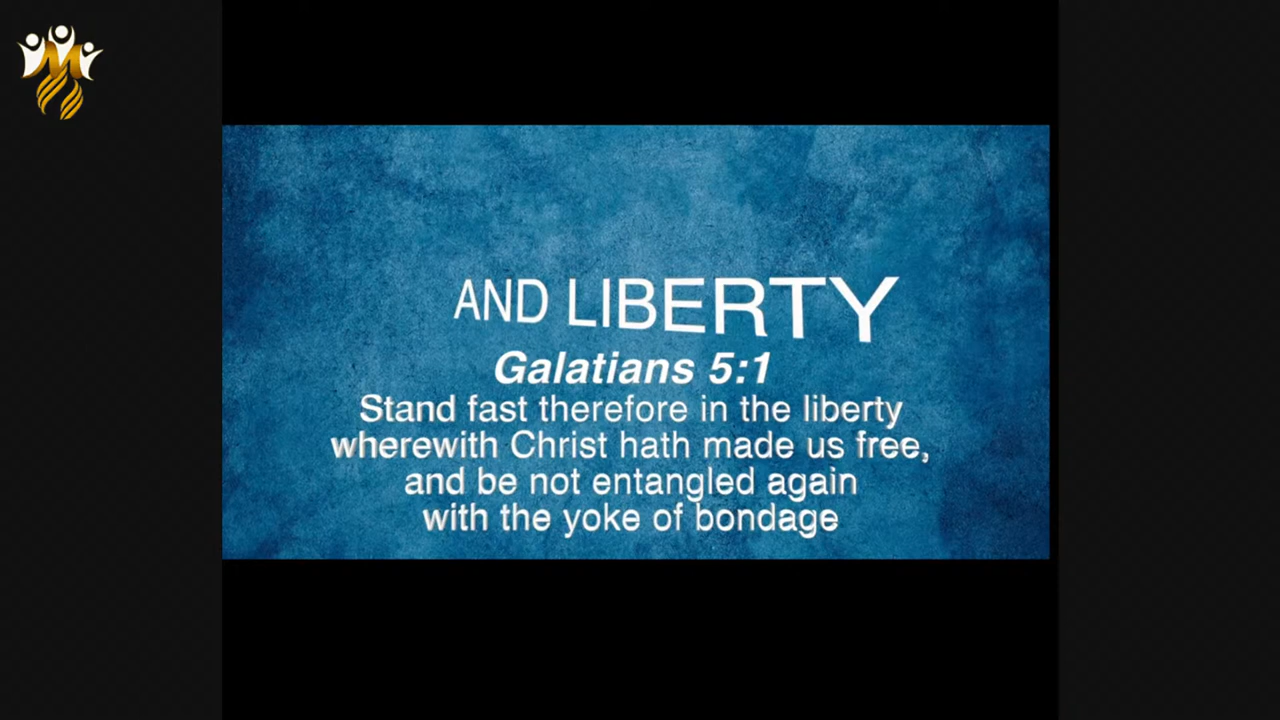 AND LIBERTY
Galatians 5:1
Stand fast therefore in the liberty
wherewith Christ hath made us free,
and be not entangled again
with the yoke of bondage